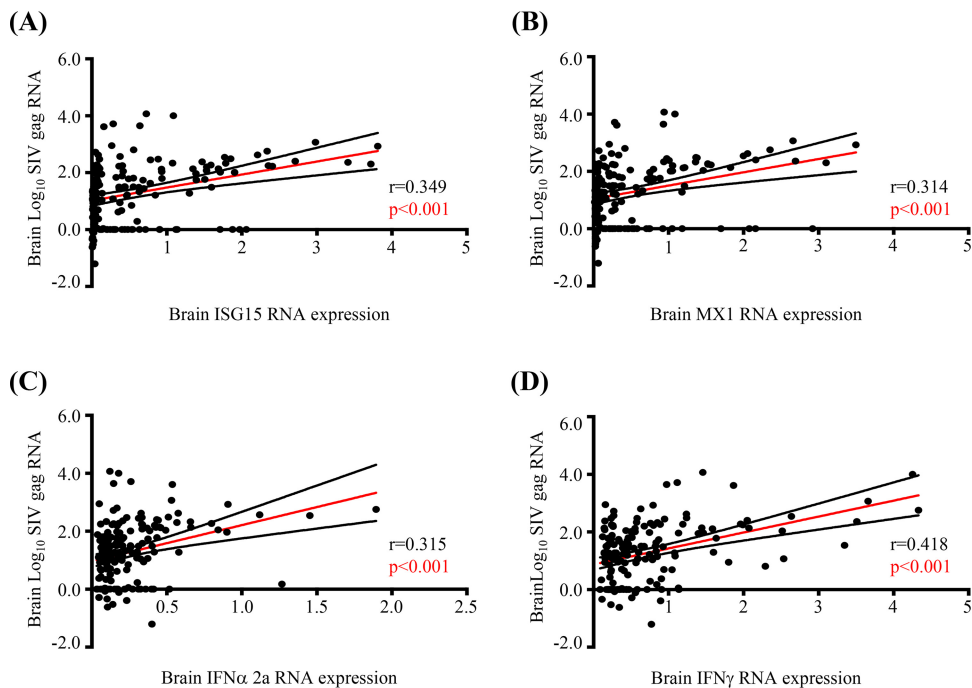 (A)
6.0
4.0
2.0
0.0
-2.0
1
2
3
4
5
Brain Log10 SIV gag RNA
r=0.349
p<0.001
Brain ISG15 RNA expression
(B)
6.0
4.0
2.0
0.0
-2.0
1
2
3
4
5
Brain Log10 SIV gag RNA
r=0.314
p<0.001
Brain MX1 RNA expression
(C)
6.0
4.0
2.0
0.0
-2.0
0.5
1.0
1.5
2.0
2.5
Brain Log10 SIV gag RNA
r=0.315
p<0.001
Brain IFNα 2a RNA expression
(D)
6.0
4.0
2.0
0.0
-2.0
1
2
3
4
5
BrainLog10 SIV gag RNA
r=0.418
p<0.001
Brain IFNγ RNA expression